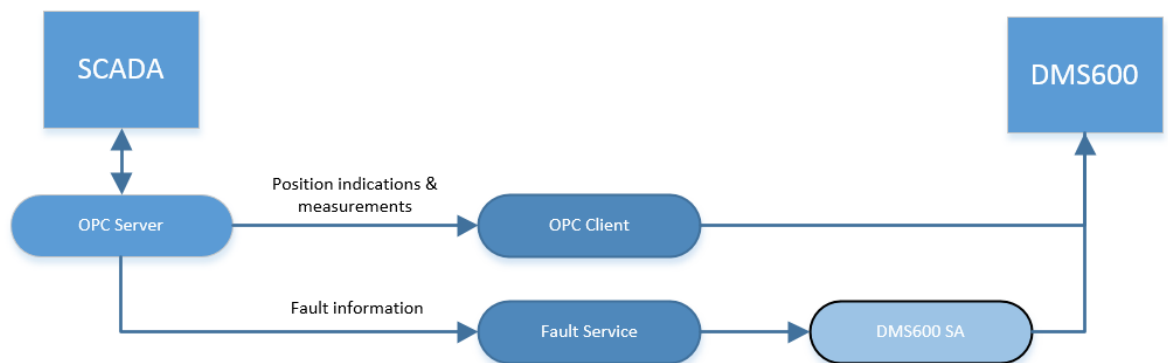 SCADA
DMS600
Position indications &
measurements
OPC Server
OPC Client
Fault information
Fault Service
DMS600 SA